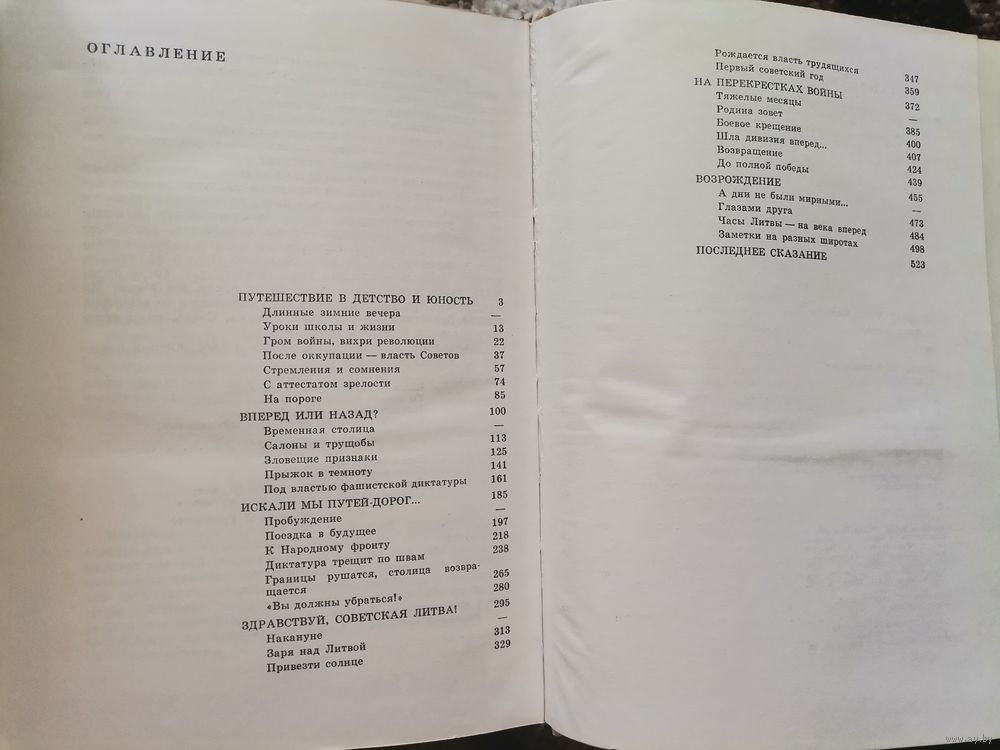 ОГЛАВЛЕНИЕ
ПУТЕШЕСТВИЕ В ДЕТСТВО И ЮНОСТЬ 3
Длинные зимние вечера —
Уроки школы и жизни 13
Гром войны, вихри революции 22
После оккупации — власть Советов 37
Стремления и сомнения 57
С аттестатом зрелости 74
На пороге 85
ВПЕРЕД ИЛИ НАЗАД? 100
Временная столица —
Салоны и трущобы 113
Зловещие признаки 125
Прыжок в темноту 141
Под властью фашистской диктатуры 161
ИСКАЛИ МЫ ПУТЕЙ-ДОРОГ... 185
Пробуждение —
Поездка в будущее 197
К Народному фронту 218
Диктатура трещит по швам 238
Границы рушатся, столица возвра-
щается 265
«Вы должны убраться!» 280
ЗДРАВСТВУЙ, СОВЕТСКАЯ ЛИТВА! 295
Накануне —
Заря над Литвой 313
Привезти солнце 329
Рождается власть трудящихся 347
Первый советский год 359
НА ПЕРЕКРЕСТКАХ ВОЙНЫ 372
Тяжелые месяцы —
Родина зовет 385
Боевое крещение 400
Шла дивизия вперед... 407
Возвращение 424
До полной победы 439
ВОЗРОЖДЕНИЕ 455
А дни не были мирными... —
Глазами друга 473
Часы Литвы — на века вперед 484
Заметки на разных широтах 498
ПОСЛЕДНЕЕ СКАЗАНИЕ 523
www.ay.by